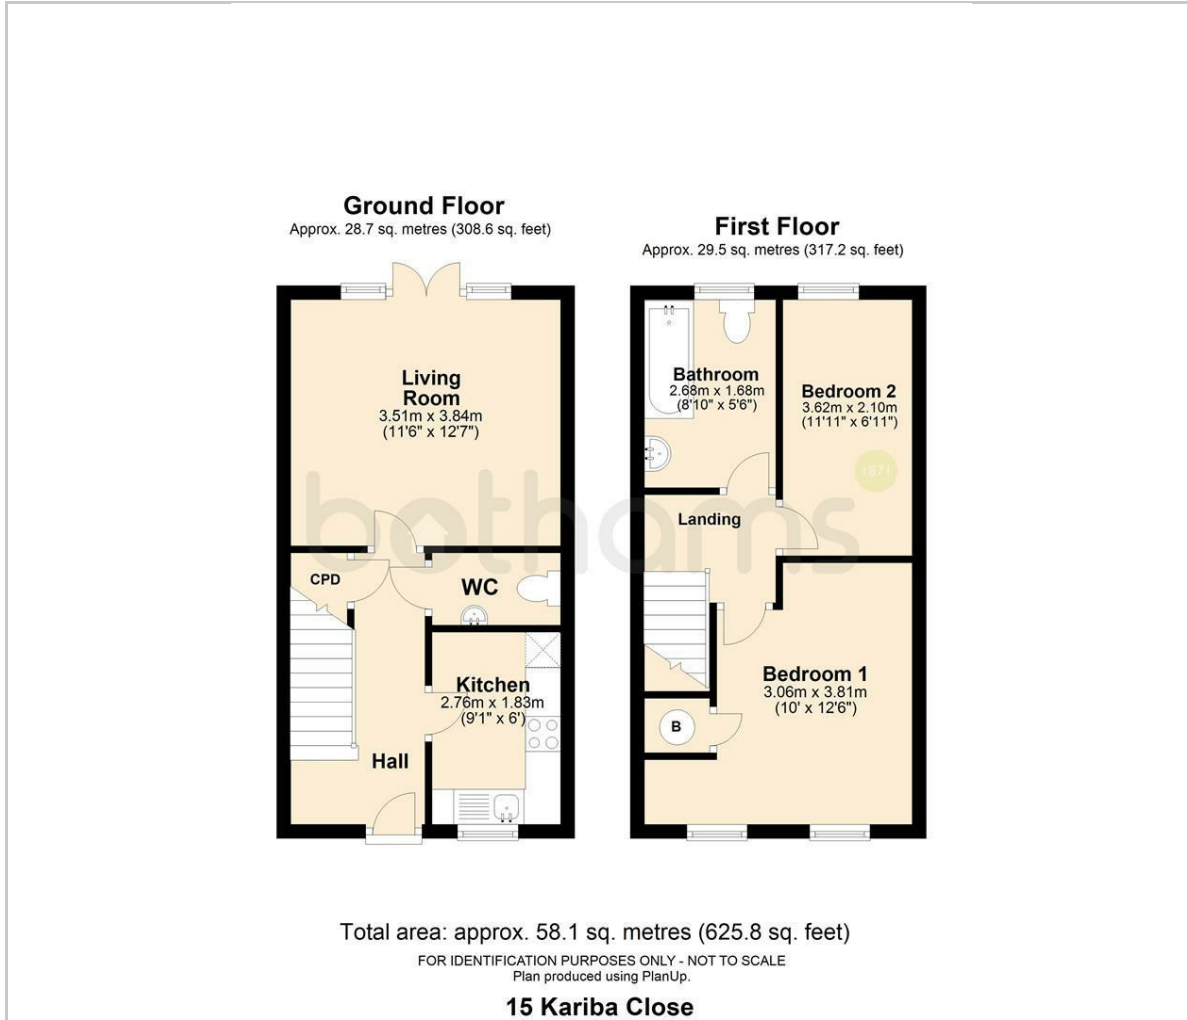 Ground Floor
Approx. 28.7 sq. metres (308.6 sq. feet)
Living
Room
3.51m x 3.84m
(11'6" x 12'7")
CPD
WC
Kitchen
2.76m x 1.83m
(9'1" x 6')
Hall
First Floor
Approx. 29.5 sq. metres (317.2 sq. feet)
Bathroom
2.68m x 1.68m
(8'10" x 5'6")
Bedroom 2
3.62m x 2.10m
(11'11" x 6'11")
1871
Landing
Bedroom 1
3.06m x 3.81m
(10' x 12'6")
B
bothams
Total area: approx. 58.1 sq. metres (625.8 sq. feet)
FOR IDENTIFICATION PURPOSES ONLY - NOT TO SCALE
Plan produced using PlanUp.
15 Kariba Close